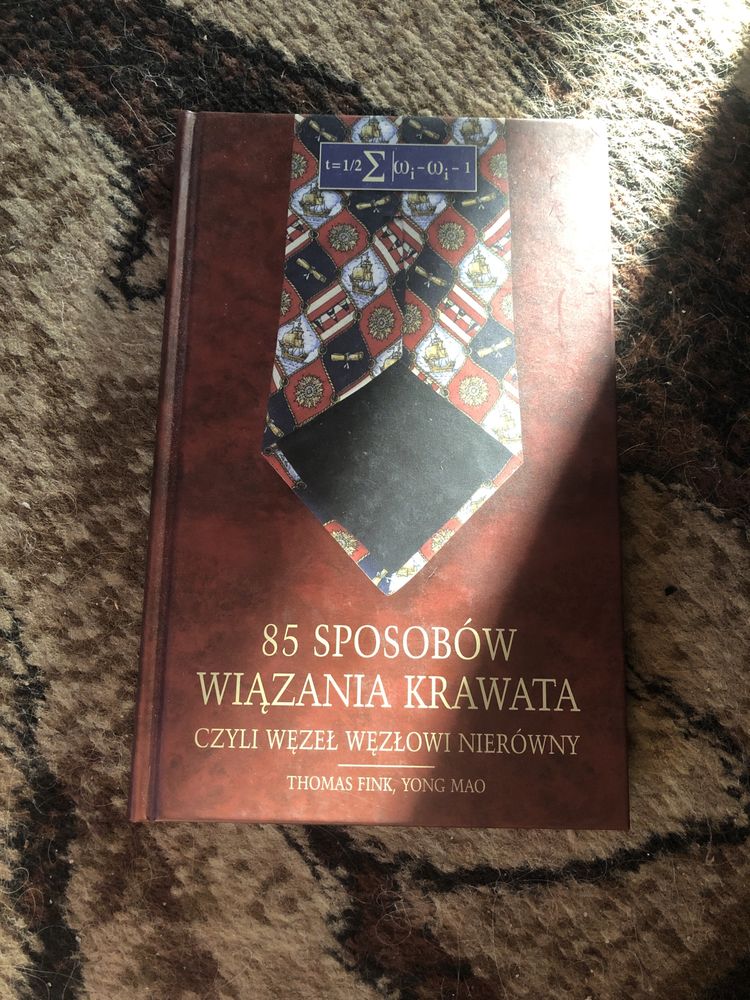 t=1/2 Σ |ωi-ωi-1
85 SPOSOBÓW
WIĄZANIA KRAWATA
CZYLI WĘZEŁ WĘZŁOWI NIERÓWNY
THOMAS FINK, YONG MAO